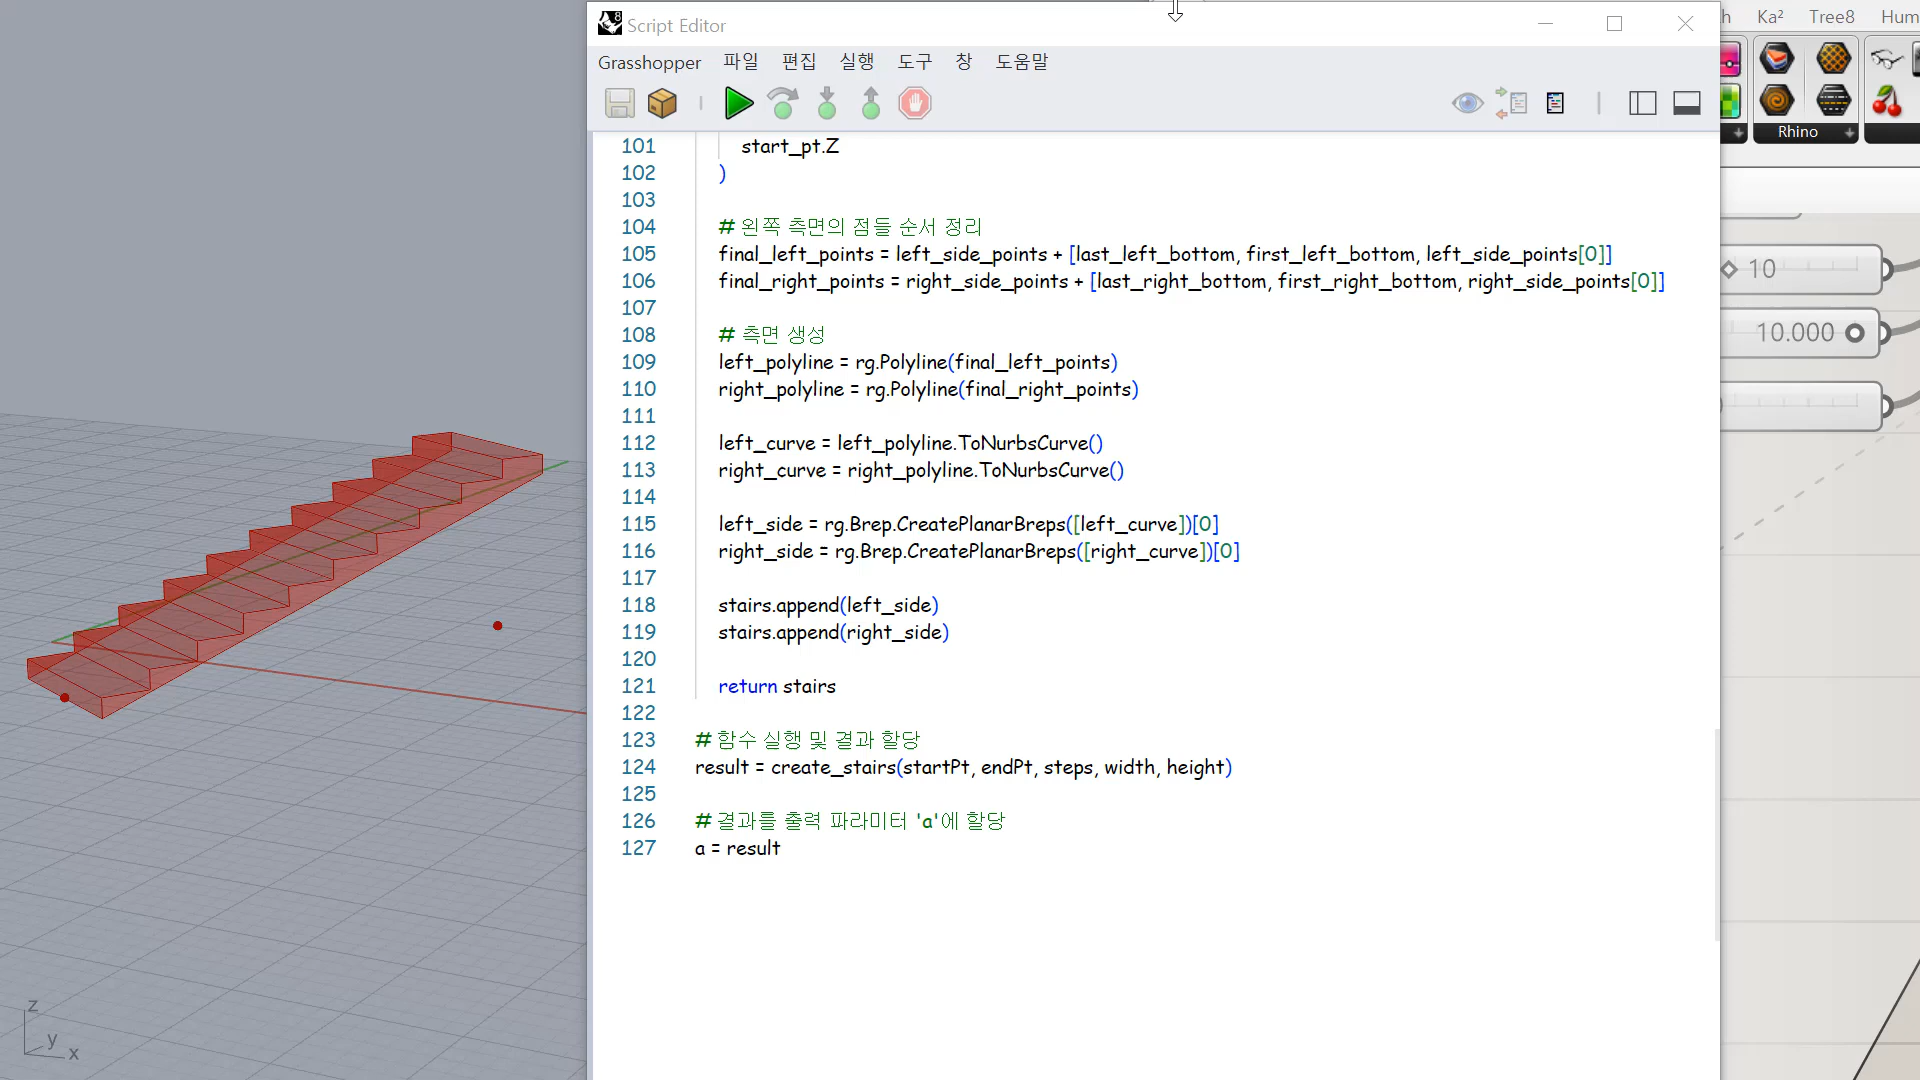 Script Editor
Grasshopper 파일 편집 실행 도구 창 도움말
Ka² Tree8 Hum
Rhino
101 start_pt.Z
102 )
103
104 # 왼쪽 측면의 점들 순서 정리
105 final_left_points = left_side_points + [last_left_bottom, first_left_bottom, left_side_points[0]]
106 final_right_points = right_side_points + [last_right_bottom, first_right_bottom, right_side_points[0]]
107
108 # 측면 생성
109 left_polyline = rg.Polyline(final_left_points)
110 right_polyline = rg.Polyline(final_right_points)
111
112 left_curve = left_polyline.ToNurbsCurve()
113 right_curve = right_polyline.ToNurbsCurve()
114
115 left_side = rg.Brep.CreatePlanarBreps([left_curve])[0]
116 right_side = rg.Brep.CreatePlanarBreps([right_curve])[0]
117
118 stairs.append(left_side)
119 stairs.append(right_side)
120
121 return stairs
122
123 # 함수 실행 및 결과 할당
124 result = create_stairs(startPt, endPt, steps, width, height)
125
126 # 결과를 출력 파라미터 'a'에 할당
127 a = result
10
10.000
z
y
x